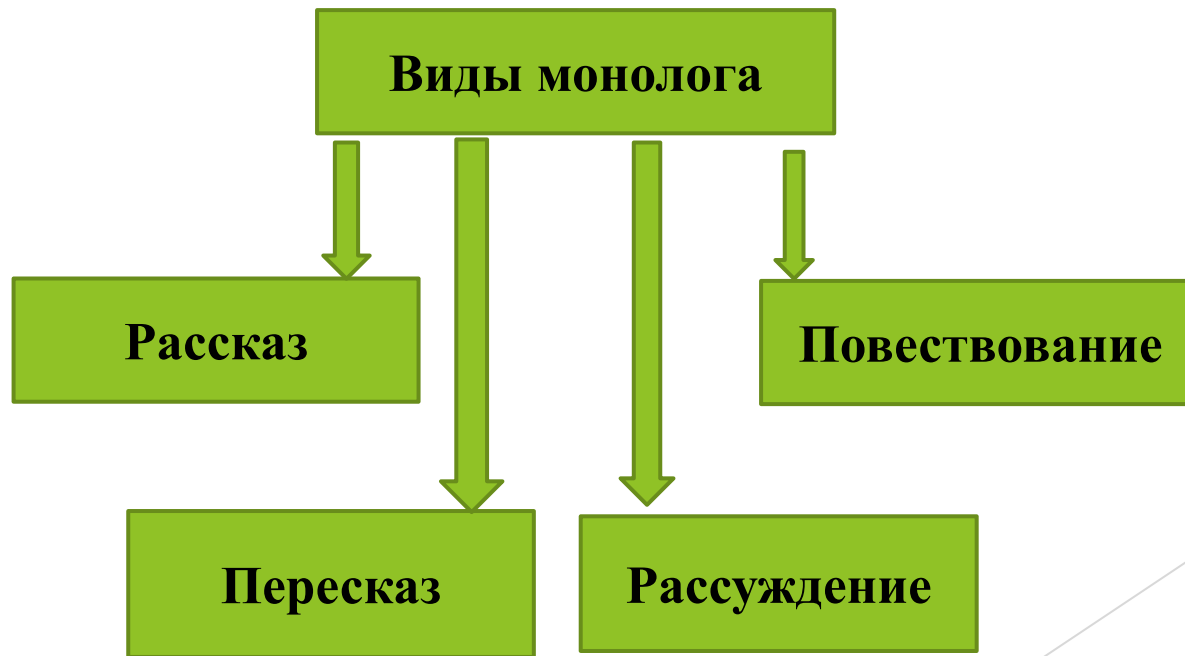 Виды монолога
Рассказ
Повествование
Пересказ
Рассуждение